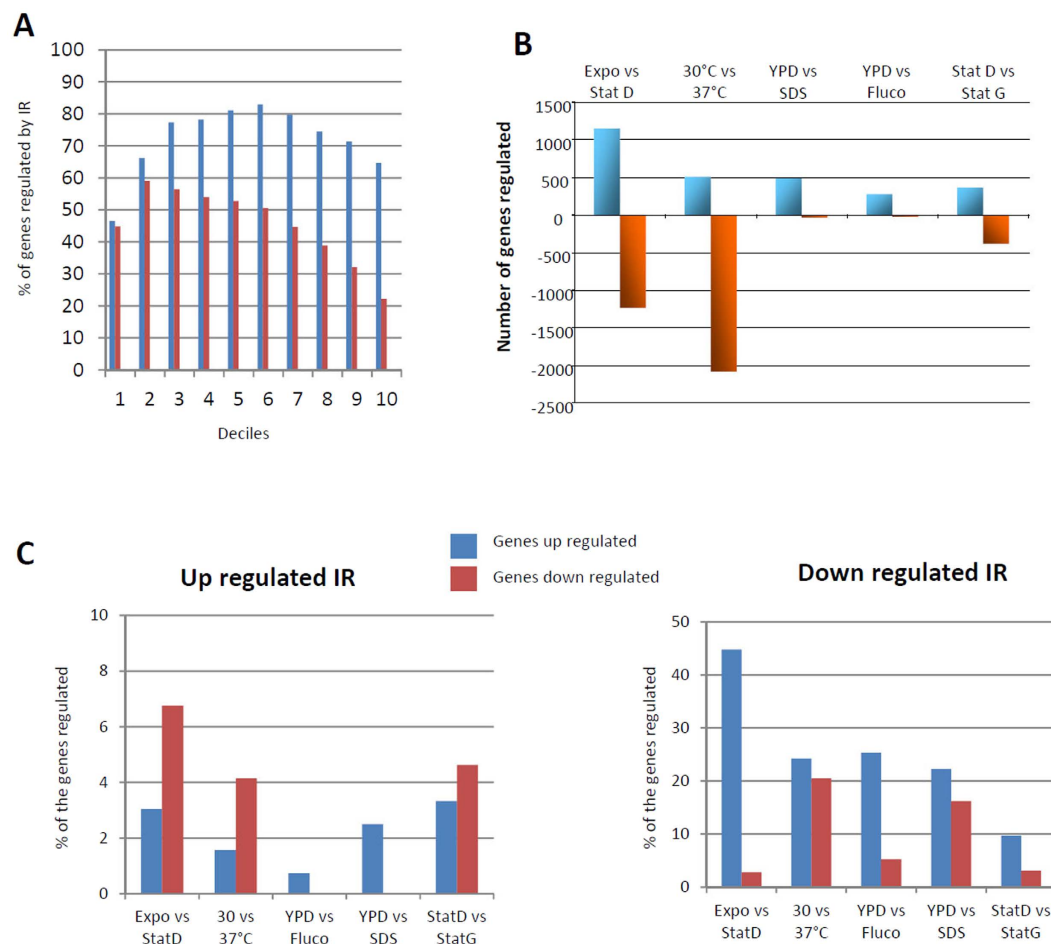 A
% of genes regulated by IR
100
90
80
70
60
50
40
30
20
10
0
1 2 3 4 5 6 7 8 9 10
Deciles
B
Expo vs
Stat D
30°C vs
37°C
YPD vs
SDS
YPD vs
Fluco
Stat D vs
Stat G
Number of genes regulated
1500
1000
500
0
-500
-1000
-1500
-2000
-2500
C
Genes up regulated
Genes down regulated
Up regulated IR
% of the genes regulated
10
8
6
4
2
0
Expo vs
StatD
30 vs
37°C
YPD vs
Fluco
YPD vs
SDS
StatD vs
StatG
Down regulated IR
% of the genes regulated
50
40
30
20
10
0
Expo vs
StatD
30 vs
37°C
YPD vs
Fluco
YPD vs
SDS
StatD vs
StatG